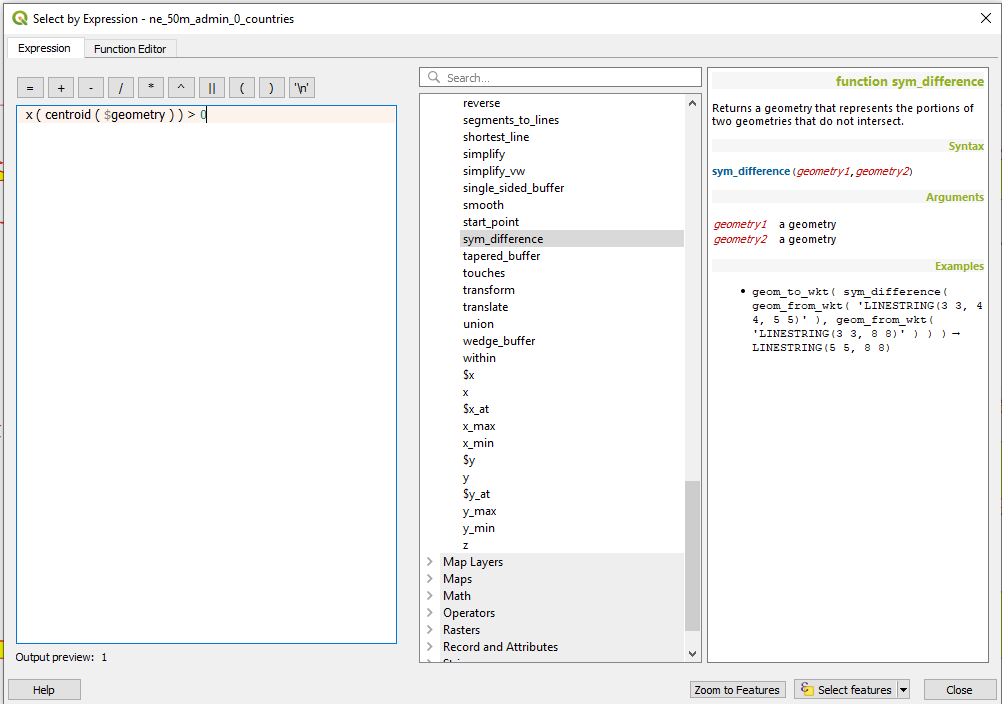 Select by Expression - ne_50m_admin_0_countries
Expression
Function Editor
= + - / * ^ || ( ) '\n'
x ( centroid ( $geometry ) ) > 0
Output preview: 1
Search...
reverse
segments_to_lines
shortest_line
simplify
simplify_vw
single_sided_buffer
smooth
start_point
sym_difference
tapered_buffer
touches
transform
translate
union
wedge_buffer
within
$x
x
$x_at
x_max
x_min
$y
y
$y_at
y_max
y_min
z
Map Layers
Maps
Math
Operators
Rasters
Record and Attributes
function sym_difference
Returns a geometry that represents the portions of
two geometries that do not intersect.
Syntax
sym_difference(geometry1,geometry2)
Arguments
geometry1 a geometry
geometry2 a geometry
Examples
• geom_to_wkt( sym_difference(
geom_from_wkt( 'LINESTRING(3 3, 4
4, 5 5)' ), geom_from_wkt(
'LINESTRING(3 3, 8 8)' ) ) ) →
LINESTRING(5 5, 8 8)
Help
Zoom to Features
Select features
Close